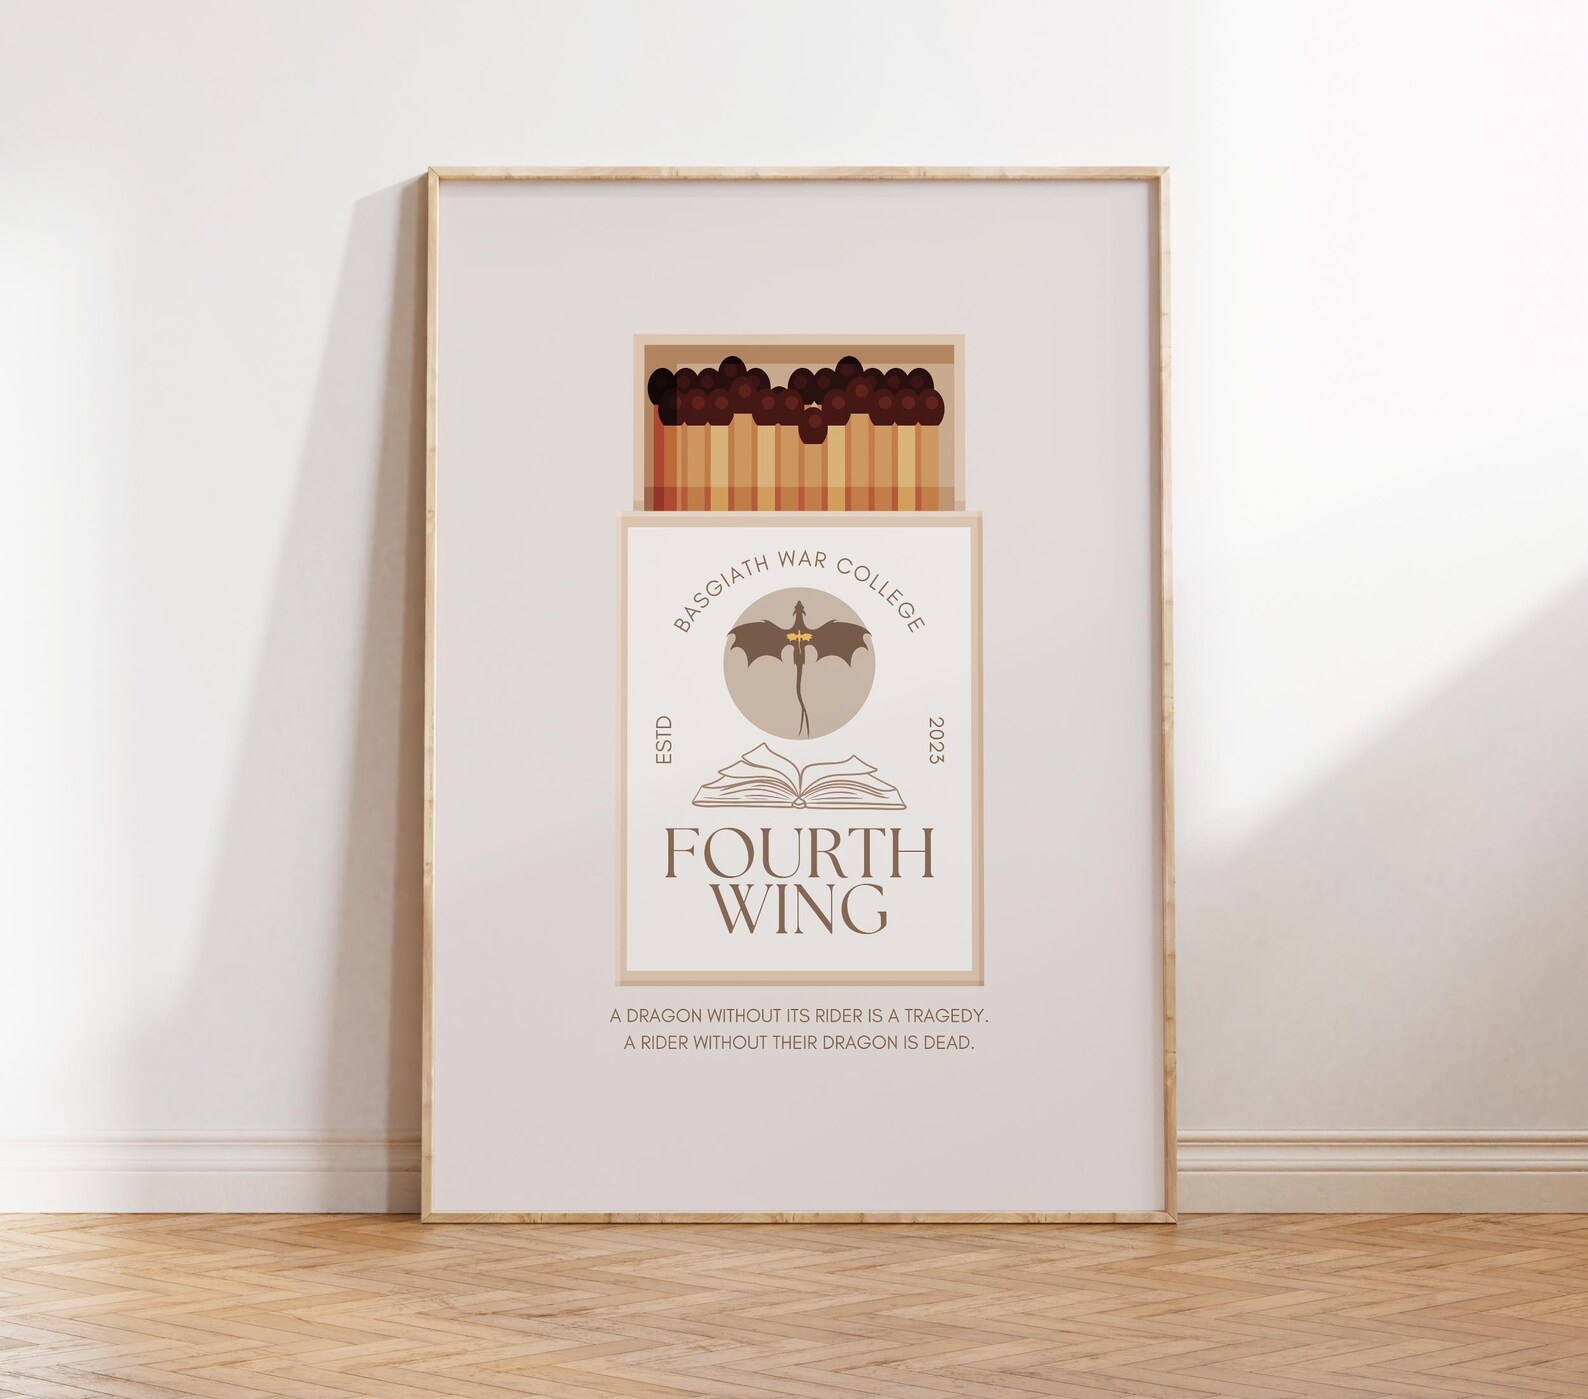 BASGIATH WAR COLLEGE
ESTD
2023
FOURTH
WING
A DRAGON WITHOUT ITS RIDER IS A TRAGEDY.
A RIDER WITHOUT THEIR DRAGON IS DEAD.